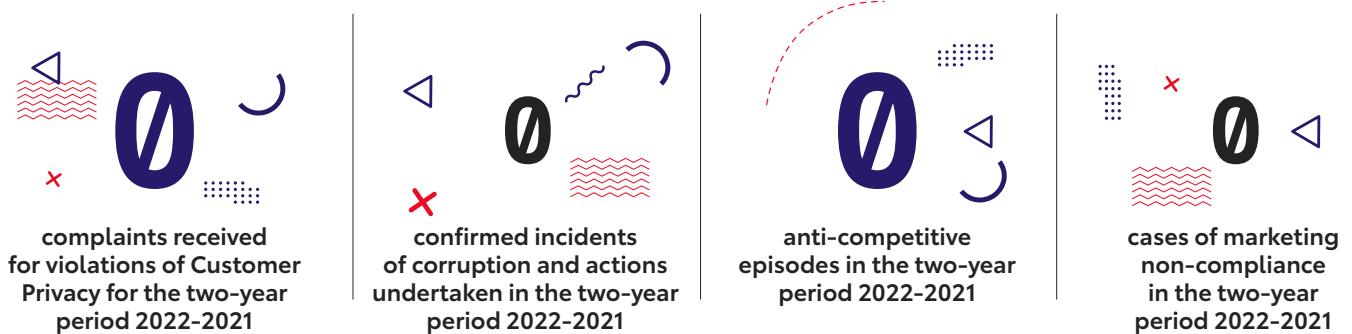 0
complaints received
for violations of Customer
Privacy for the two-year
period 2022-2021
0
confirmed incidents
of corruption and actions
undertaken in the two-year
period 2022-2021
0
anti-competitive
episodes in the two-year
period 2022-2021
0
cases of marketing
non-compliance
in the two-year
period 2022-2021